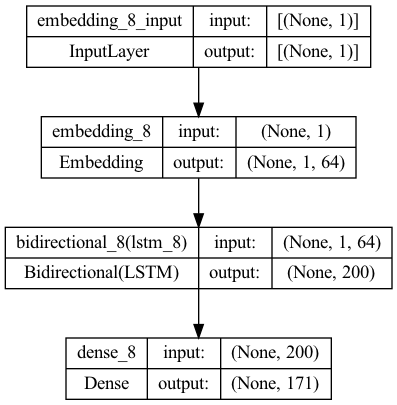 embedding_8_input input: [(None, 1)]
InputLayer output: [(None, 1)]
embedding_8 input: (None, 1)
Embedding output: (None, 1, 64)
bidirectional_8(lstm_8) input: (None, 1, 64)
Bidirectional(LSTM) output: (None, 200)
dense_8 input: (None, 200)
Dense output: (None, 171)